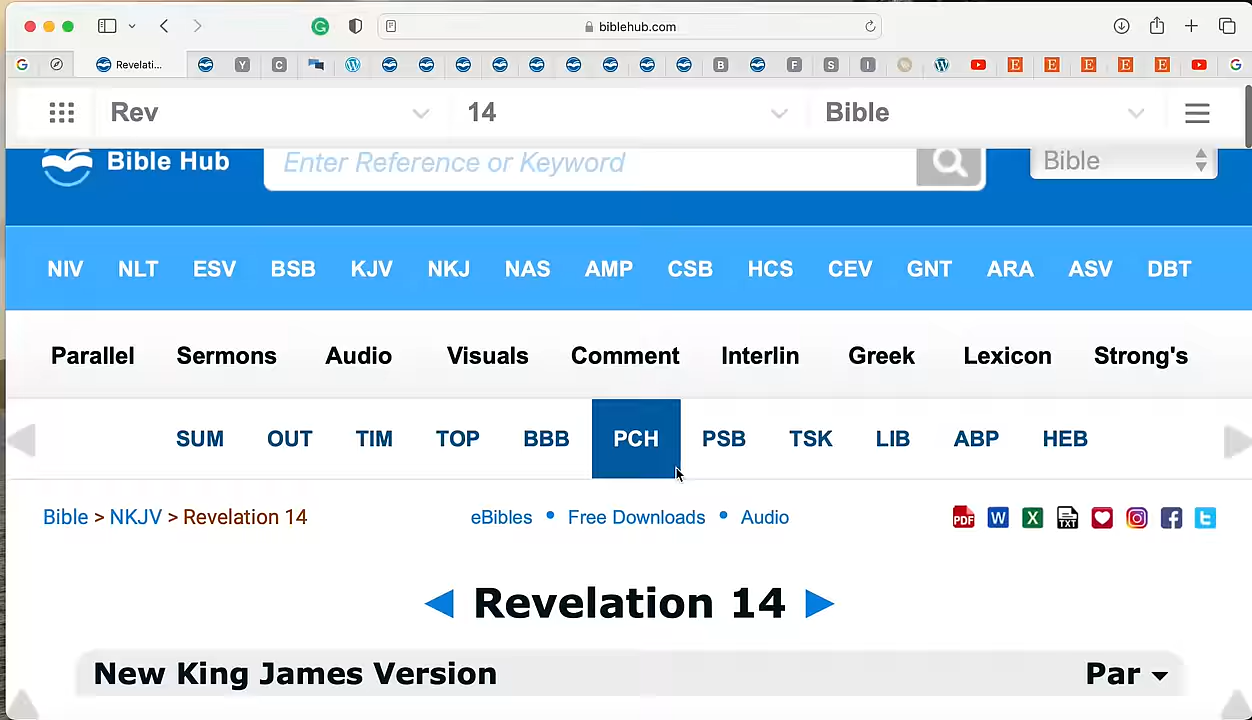 biblehub.com
Revelati...
Y C B F S I E E E E E
Rev 14 Bible
Bible Hub Enter Reference or Keyword Bible
NIV NLT ESV BSB KJV NKJ NAS AMP CSB HCS CEV GNT ARA ASV DBT
Parallel Sermons Audio Visuals Comment Interlin Greek Lexicon Strong's
SUM OUT TIM TOP BBB PCH PSB TSK LIB ABP HEB
Bible > NKJV > Revelation 14 eBibles • Free Downloads • Audio PDF W X TXT
◄ Revelation 14 ►
New King James Version Par ▾